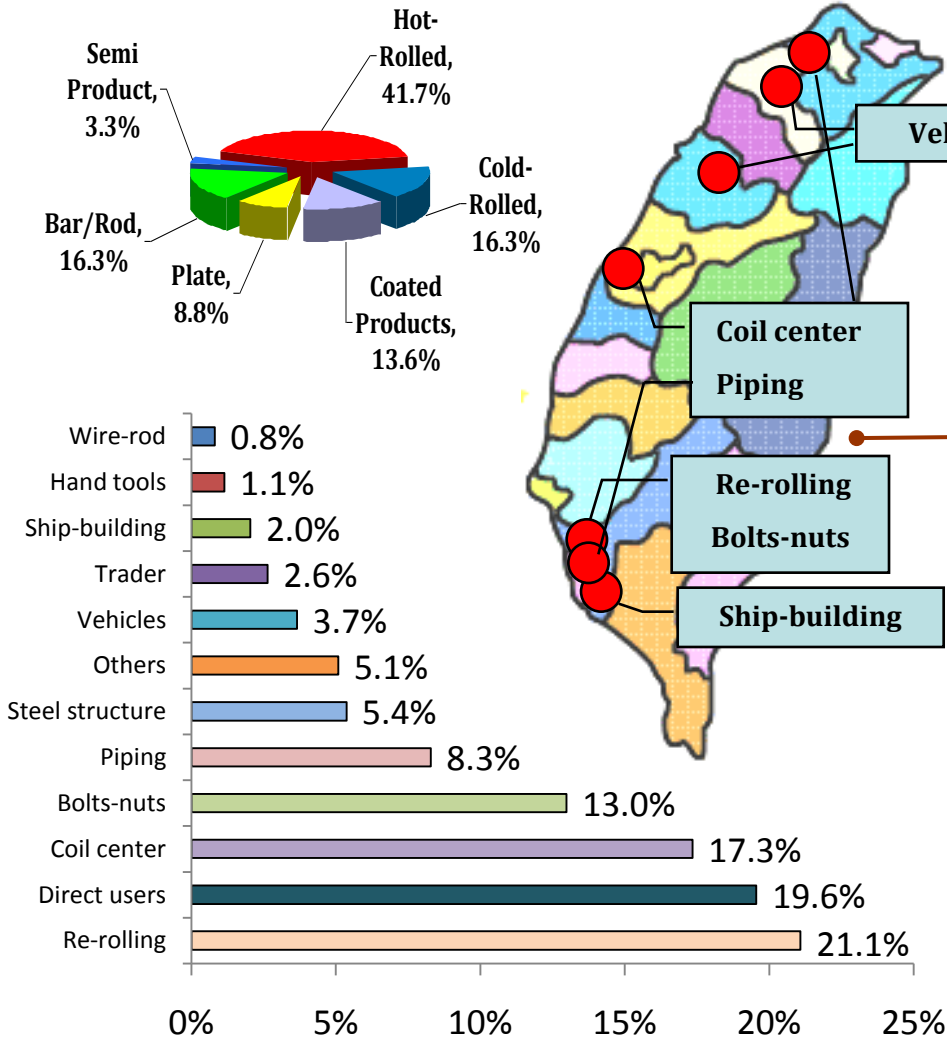 Hot-
Rolled,
41.7%
Semi
Product,
3.3%
Cold-
Rolled,
16.3%
Bar/Rod,
16.3%
Plate,
8.8%
Coated
Products,
13.6%
Vel
Coil center
Piping
Re-rolling
Bolts-nuts
Ship-building
Wire-rod 0.8%
Hand tools 1.1%
Ship-building 2.0%
Trader 2.6%
Vehicles 3.7%
Others 5.1%
Steel structure 5.4%
Piping 8.3%
Bolts-nuts 13.0%
Coil center 17.3%
Direct users 19.6%
Re-rolling 21.1%
0% 5% 10% 15% 20% 25%